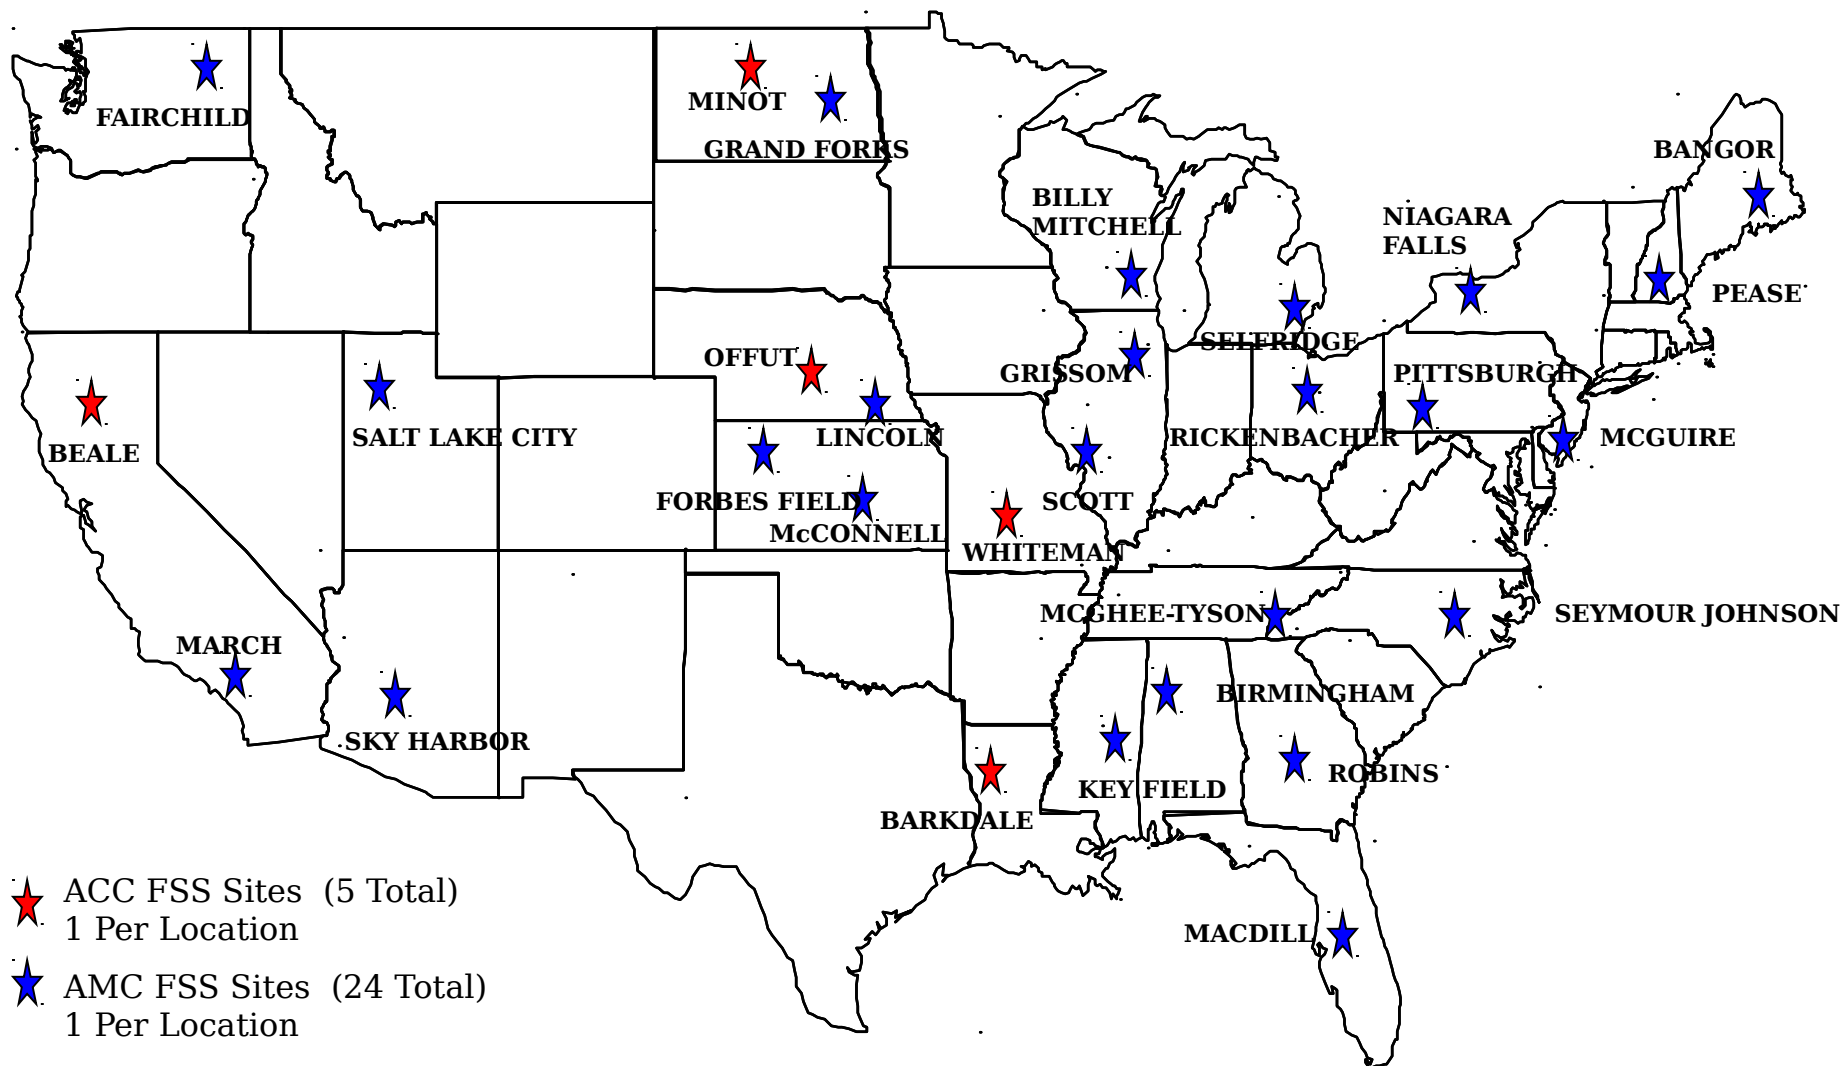 FAIRCHILD
MINOT
GRAND FORKS
BANGOR
BILLY
MITCHELL
NIAGARA
FALLS
PEASE
SELFRIDGE
OFFUT
GRISSOM
PITTSBURGH
BEALE
SALT LAKE CITY
LINCOLN
RICKENBACHER
MCGUIRE
FORBES FIELD
SCOTT
McCONNELL
WHITEMAN
MCGHEE-TYSON
SEYMOUR JOHNSON
MARCH
BIRMINGHAM
SKY HARBOR
ROBINS
KEY FIELD
BARKDALE
MACDILL
ACC FSS Sites (5 Total)
1 Per Location
AMC FSS Sites (24 Total)
1 Per Location